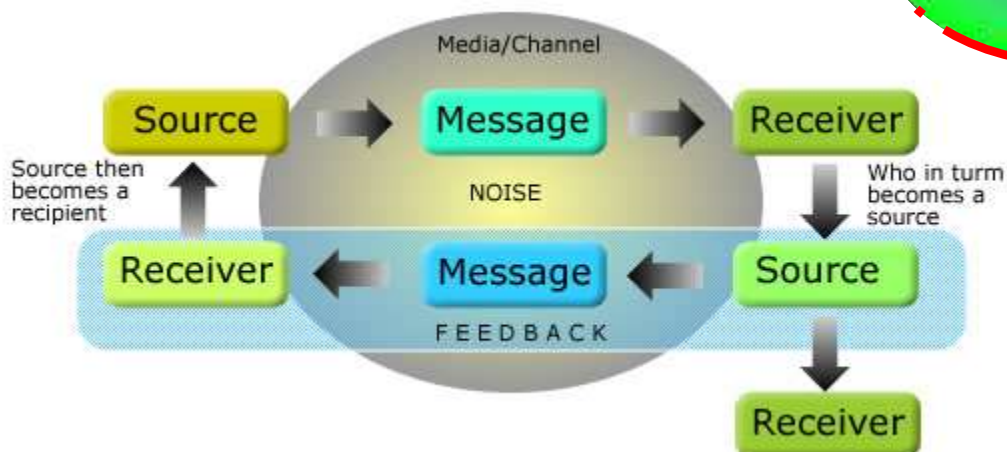 Media/Channel
Source
Message
Receiver
Source then
becomes a
recipient
NOISE
Who in turm
becomes a
source
Receiver
Message
Source
FEEDBACK
Receiver